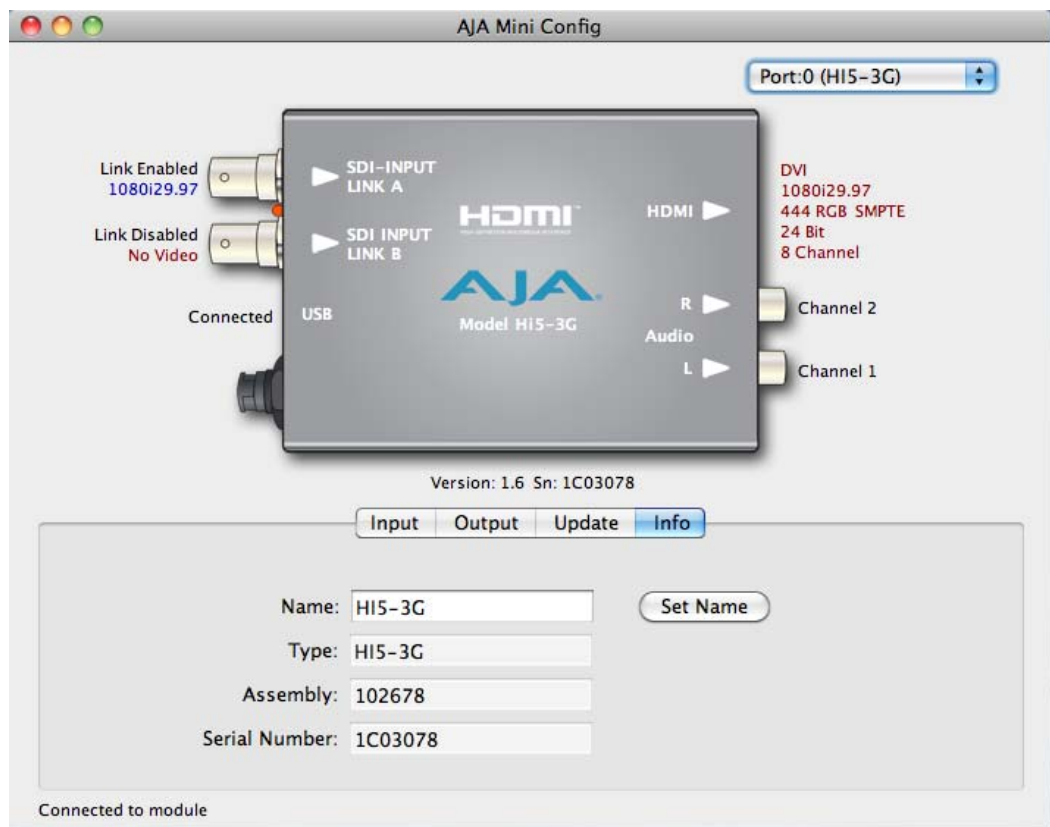 AJA Mini Config
Port:0 (HI5-3G)
Link Enabled
1080i29.97
Link Disabled
No Video
Connected
SDI-INPUT
LINK A
SDI INPUT
LINK B
USB
HDMI
AJA
Model Hi5-3G
HDMI
R
Audio
L
DVI
1080i29.97
444 RGB SMPTE
24 Bit
8 Channel
Channel 2
Channel 1
Version: 1.6 Sn: 1C03078
Input Output Update Info
Name: HI5-3G Set Name
Type: HI5-3G
Assembly: 102678
Serial Number: 1C03078
Connected to module